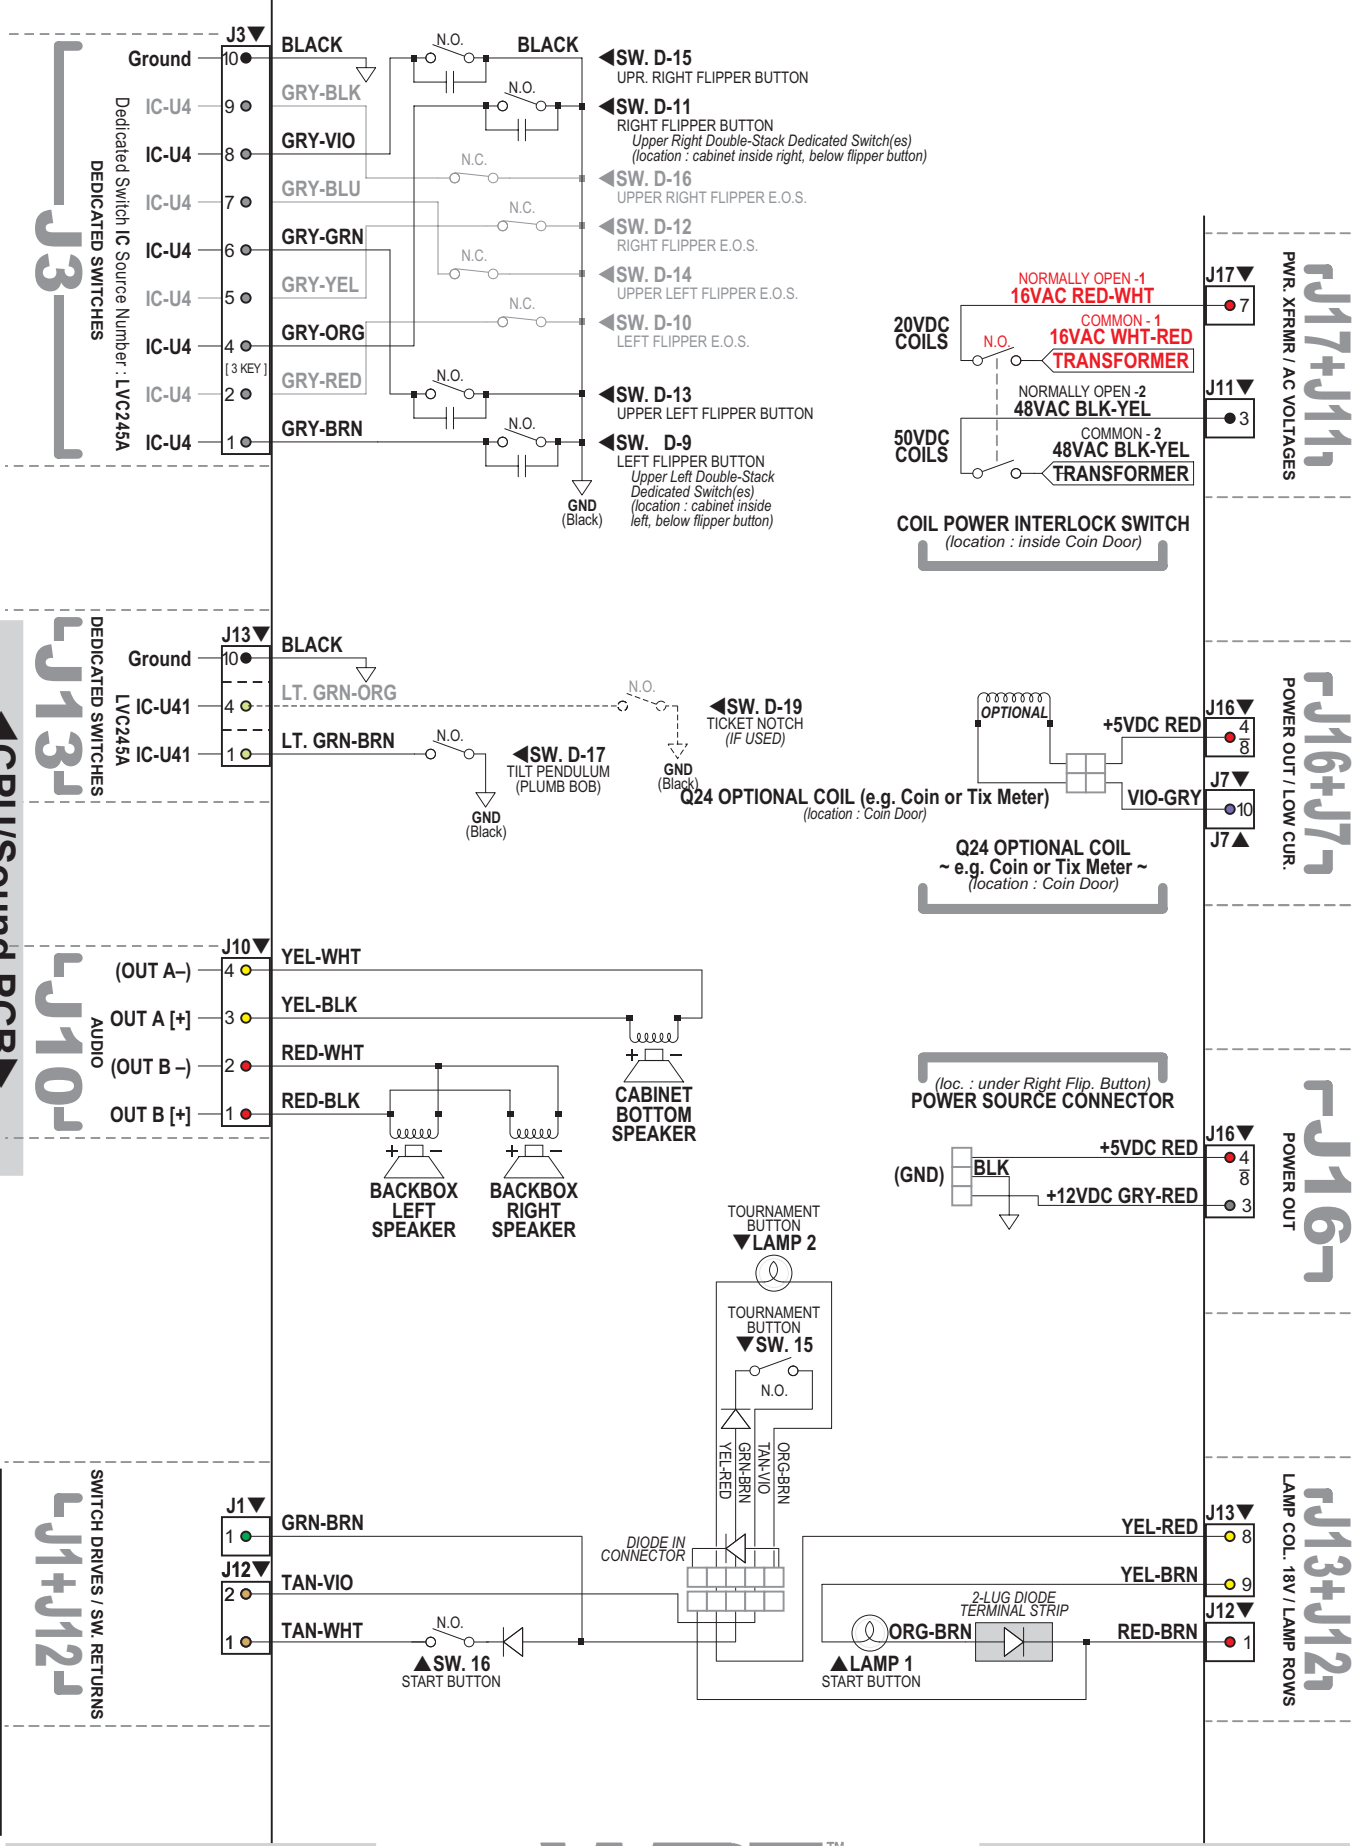 J3▼
Ground
10
BLACK
N.O.
BLACK
◀SW. D-15
UPR. RIGHT FLIPPER BUTTON
IC-U4
9
GRY-BLK
N.O.
◀SW. D-11
RIGHT FLIPPER BUTTON
Upper Right Double-Stack Dedicated Switch(es)
(location : cabinet inside right, below flipper button)
IC-U4
8
GRY-VIO
N.C.
◀SW. D-16
UPPER RIGHT FLIPPER E.O.S.
IC-U4
7
GRY-BLU
N.C.
◀SW. D-12
RIGHT FLIPPER E.O.S.
IC-U4
6
GRY-GRN
N.C.
◀SW. D-14
UPPER LEFT FLIPPER E.O.S.
IC-U4
5
GRY-YEL
N.C.
◀SW. D-10
LEFT FLIPPER E.O.S.
IC-U4
4
GRY-ORG
[ 3 KEY ]
IC-U4
2
GRY-RED
N.O.
◀SW. D-13
UPPER LEFT FLIPPER BUTTON
IC-U4
1
GRY-BRN
N.O.
◀SW. D-9
LEFT FLIPPER BUTTON
Upper Left Double-Stack
Dedicated Switch(es)
(location : cabinet inside
left, below flipper button)
GND
(Black)
Dedicated Switch IC Source Number : LVC245A
DEDICATED SWITCHES
J3
J17▼
7
NORMALLY OPEN -1
16VAC RED-WHT
20VDC
COILS
COMMON - 1
16VAC WHT-RED
N.O.
TRANSFORMER
J11▼
3
NORMALLY OPEN -2
48VAC BLK-YEL
50VDC
COILS
COMMON - 2
48VAC BLK-YEL
TRANSFORMER
COIL POWER INTERLOCK SWITCH
(location : inside Coin Door)
PWR. XFRMR / AC VOLTAGES
J17+J11
J13▼
Ground
10
BLACK
IC-U41
4
LT. GRN-ORG
N.O.
◀SW. D-19
TICKET NOTCH
(IF USED)
GND
(Black)
IC-U41
1
LT. GRN-BRN
N.O.
◀SW. D-17
TILT PENDULUM
(PLUMB BOB)
GND
(Black)
LVC245A
DEDICATED SWITCHES
J13
OPTIONAL
+5VDC RED
J16▼
4
8
VIO-GRY
J7▼
10
J7▲
Q24 OPTIONAL COIL (e.g. Coin or Tix Meter)
(location : Coin Door)
Q24 OPTIONAL COIL
~ e.g. Coin or Tix Meter ~
(location : Coin Door)
POWER OUT / LOW CUR.
J16+J7
◀CPU/Sound PCB▶
J10▼
(OUT A–)
4
YEL-WHT
OUT A [+]
3
YEL-BLK
(OUT B –)
2
RED-WHT
OUT B [+]
1
RED-BLK
+ –
CABINET
BOTTOM
SPEAKER
+ –
BACKBOX
LEFT
SPEAKER
+ –
BACKBOX
RIGHT
SPEAKER
AUDIO
J10
(loc. : under Right Flip. Button)
POWER SOURCE CONNECTOR
J16▼
+5VDC RED
4
8
(GND)
BLK
+12VDC GRY-RED
3
POWER OUT
J16
TOURNAMENT
BUTTON
▼LAMP 2
TOURNAMENT
BUTTON
▼SW. 15
N.O.
YEL-RED
GRN-BRN
TAN-VIO
ORG-BRN
DIODE IN
CONNECTOR
J1▼
1
GRN-BRN
J12▼
2
TAN-VIO
1
TAN-WHT
N.O.
▲SW. 16
START BUTTON
SWITCH DRIVES / SW. RETURNS
J1+J12
J13▼
YEL-RED
8
YEL-BRN
9
J12▼
RED-BRN
1
2-LUG DIODE
TERMINAL STRIP
ORG-BRN
▲LAMP 1
START BUTTON
LAMP COL. 18V / LAMP ROWS
J13+J12
TM